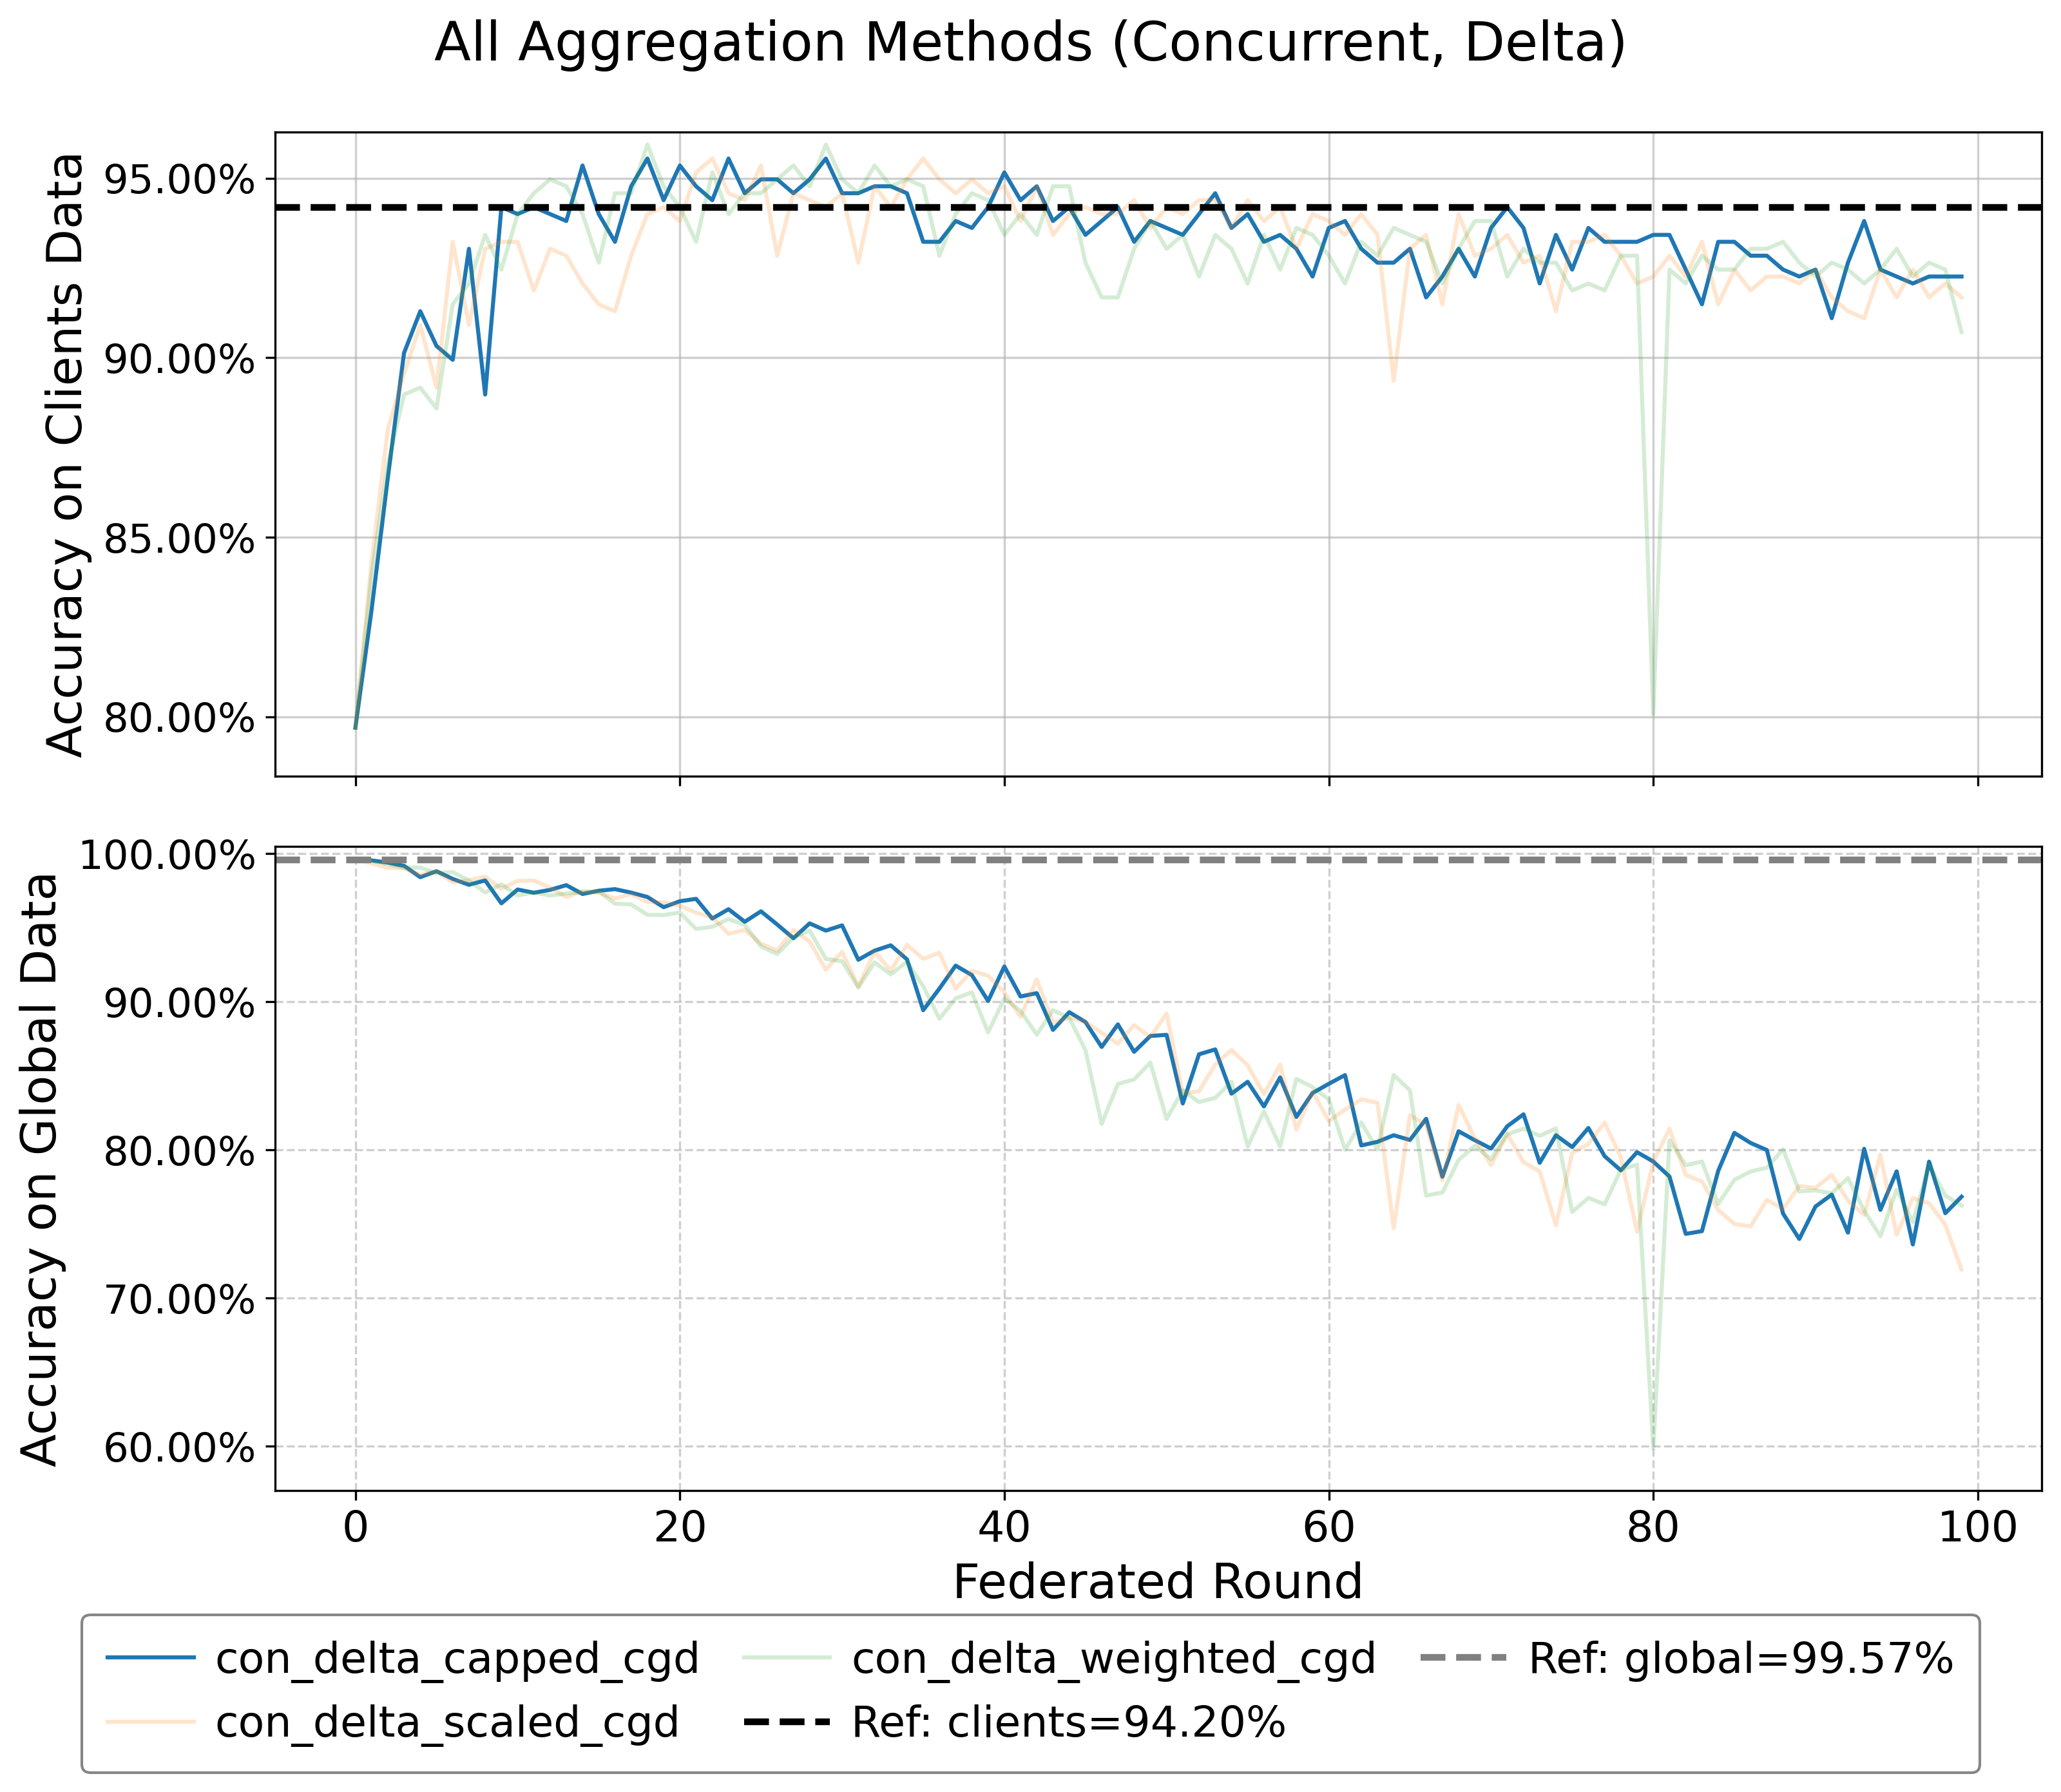 All Aggregation Methods (Concurrent, Delta)
Accuracy on Clients Data
95.00%
90.00%
85.00%
80.00%
Accuracy on Global Data
100.00%
90.00%
80.00%
70.00%
60.00%
0 20 40 60 80 100
Federated Round
con_delta_capped_cgd con_delta_weighted_cgd Ref: global=99.57%
con_delta_scaled_cgd Ref: clients=94.20%